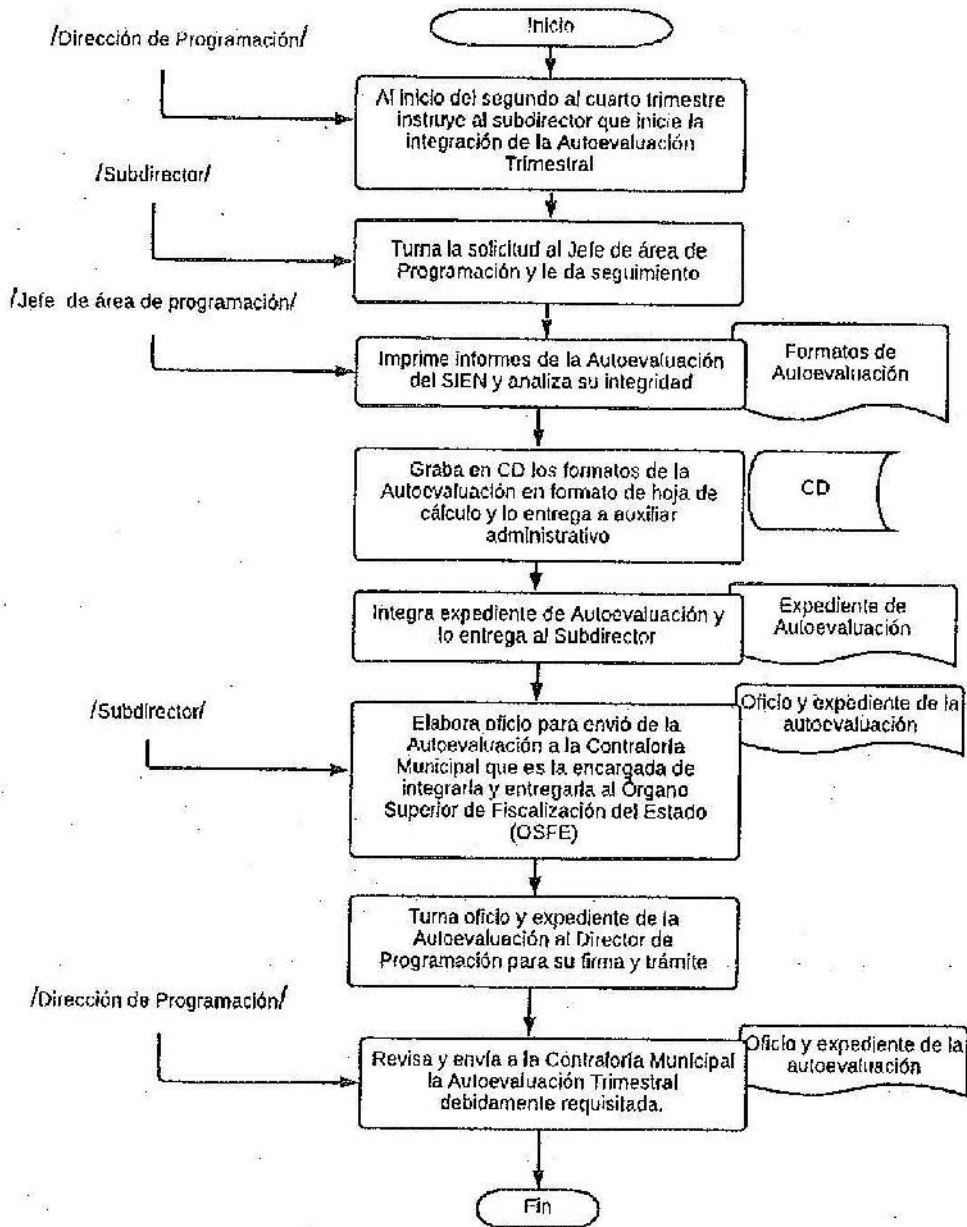 Inicio
/Dirección de Programación/
Al inicio del segundo al cuarto trimestre
instruye al subdirector que inicie la
integración de la Autoevaluación
Trimestral
/Subdirector/
Turna la solicitud al Jefe de área de
Programación y le da seguimiento
/Jefe de área de programación/
Imprime informes de la Autoevaluación
del SIEN y analiza su integridad
Formatos de
Autoevaluación
Graba en CD los formatos de la
Autoevaluación en formato de hoja de
cálculo y lo entrega a auxiliar
administrativo
CD
Integra expediente de Autoevaluación y
lo entrega al Subdirector
Expediente de
Autoevaluación
/Subdirector/
Elabora oficio para envió de la
Autoevaluación a la Contraloría
Municipal que es la encargada de
integrarla y entregarla al Órgano
Superior de Fiscalización del Estado
(OSFE)
Oficio y expediente de la
autoevaluación
Turna oficio y expediente de la
Autoevaluación al Director de
Programación para su firma y trámite
/Dirección de Programación/
Revisa y envía a la Contraloría Municipal
la Autoevaluación Trimestral
debidamente requisitada.
Oficio y expediente de la
autoevaluación
Fin